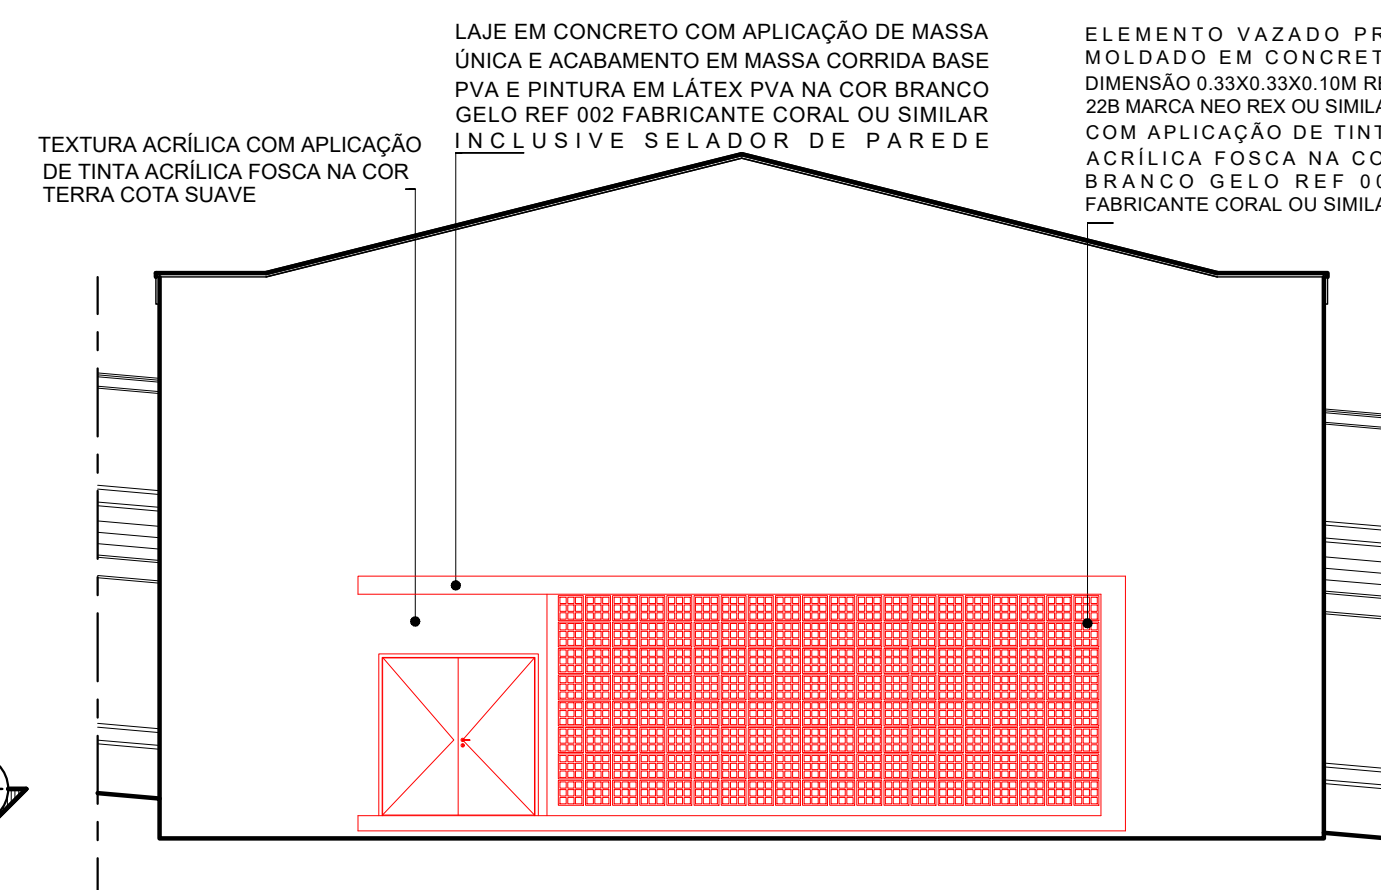 LAJE EM CONCRETO COM APLICAÇÃO DE MASSA
ÚNICA E ACABAMENTO EM MASSA CORRIDA BASE
PVA E PINTURA EM LÁTEX PVA NA COR BRANCO
GELO REF 002 FABRICANTE CORAL OU SIMILAR
INCLUSIVE SELADOR DE PAREDE
TEXTURA ACRÍLICA COM APLICAÇÃO
DE TINTA ACRÍLICA FOSCA NA COR
TERRA COTA SUAVE
ELEMENTO VAZADO PR
MOLDADO EM CONCRET
DIMENSÃO 0.33X0.33X0.10M RE
22B MARCA NEO REX OU SIMILA
COM APLICAÇÃO DE TINT
ACRÍLICA FOSCA NA CO
BRANCO GELO REF 00
FABRICANTE CORAL OU SIMILA